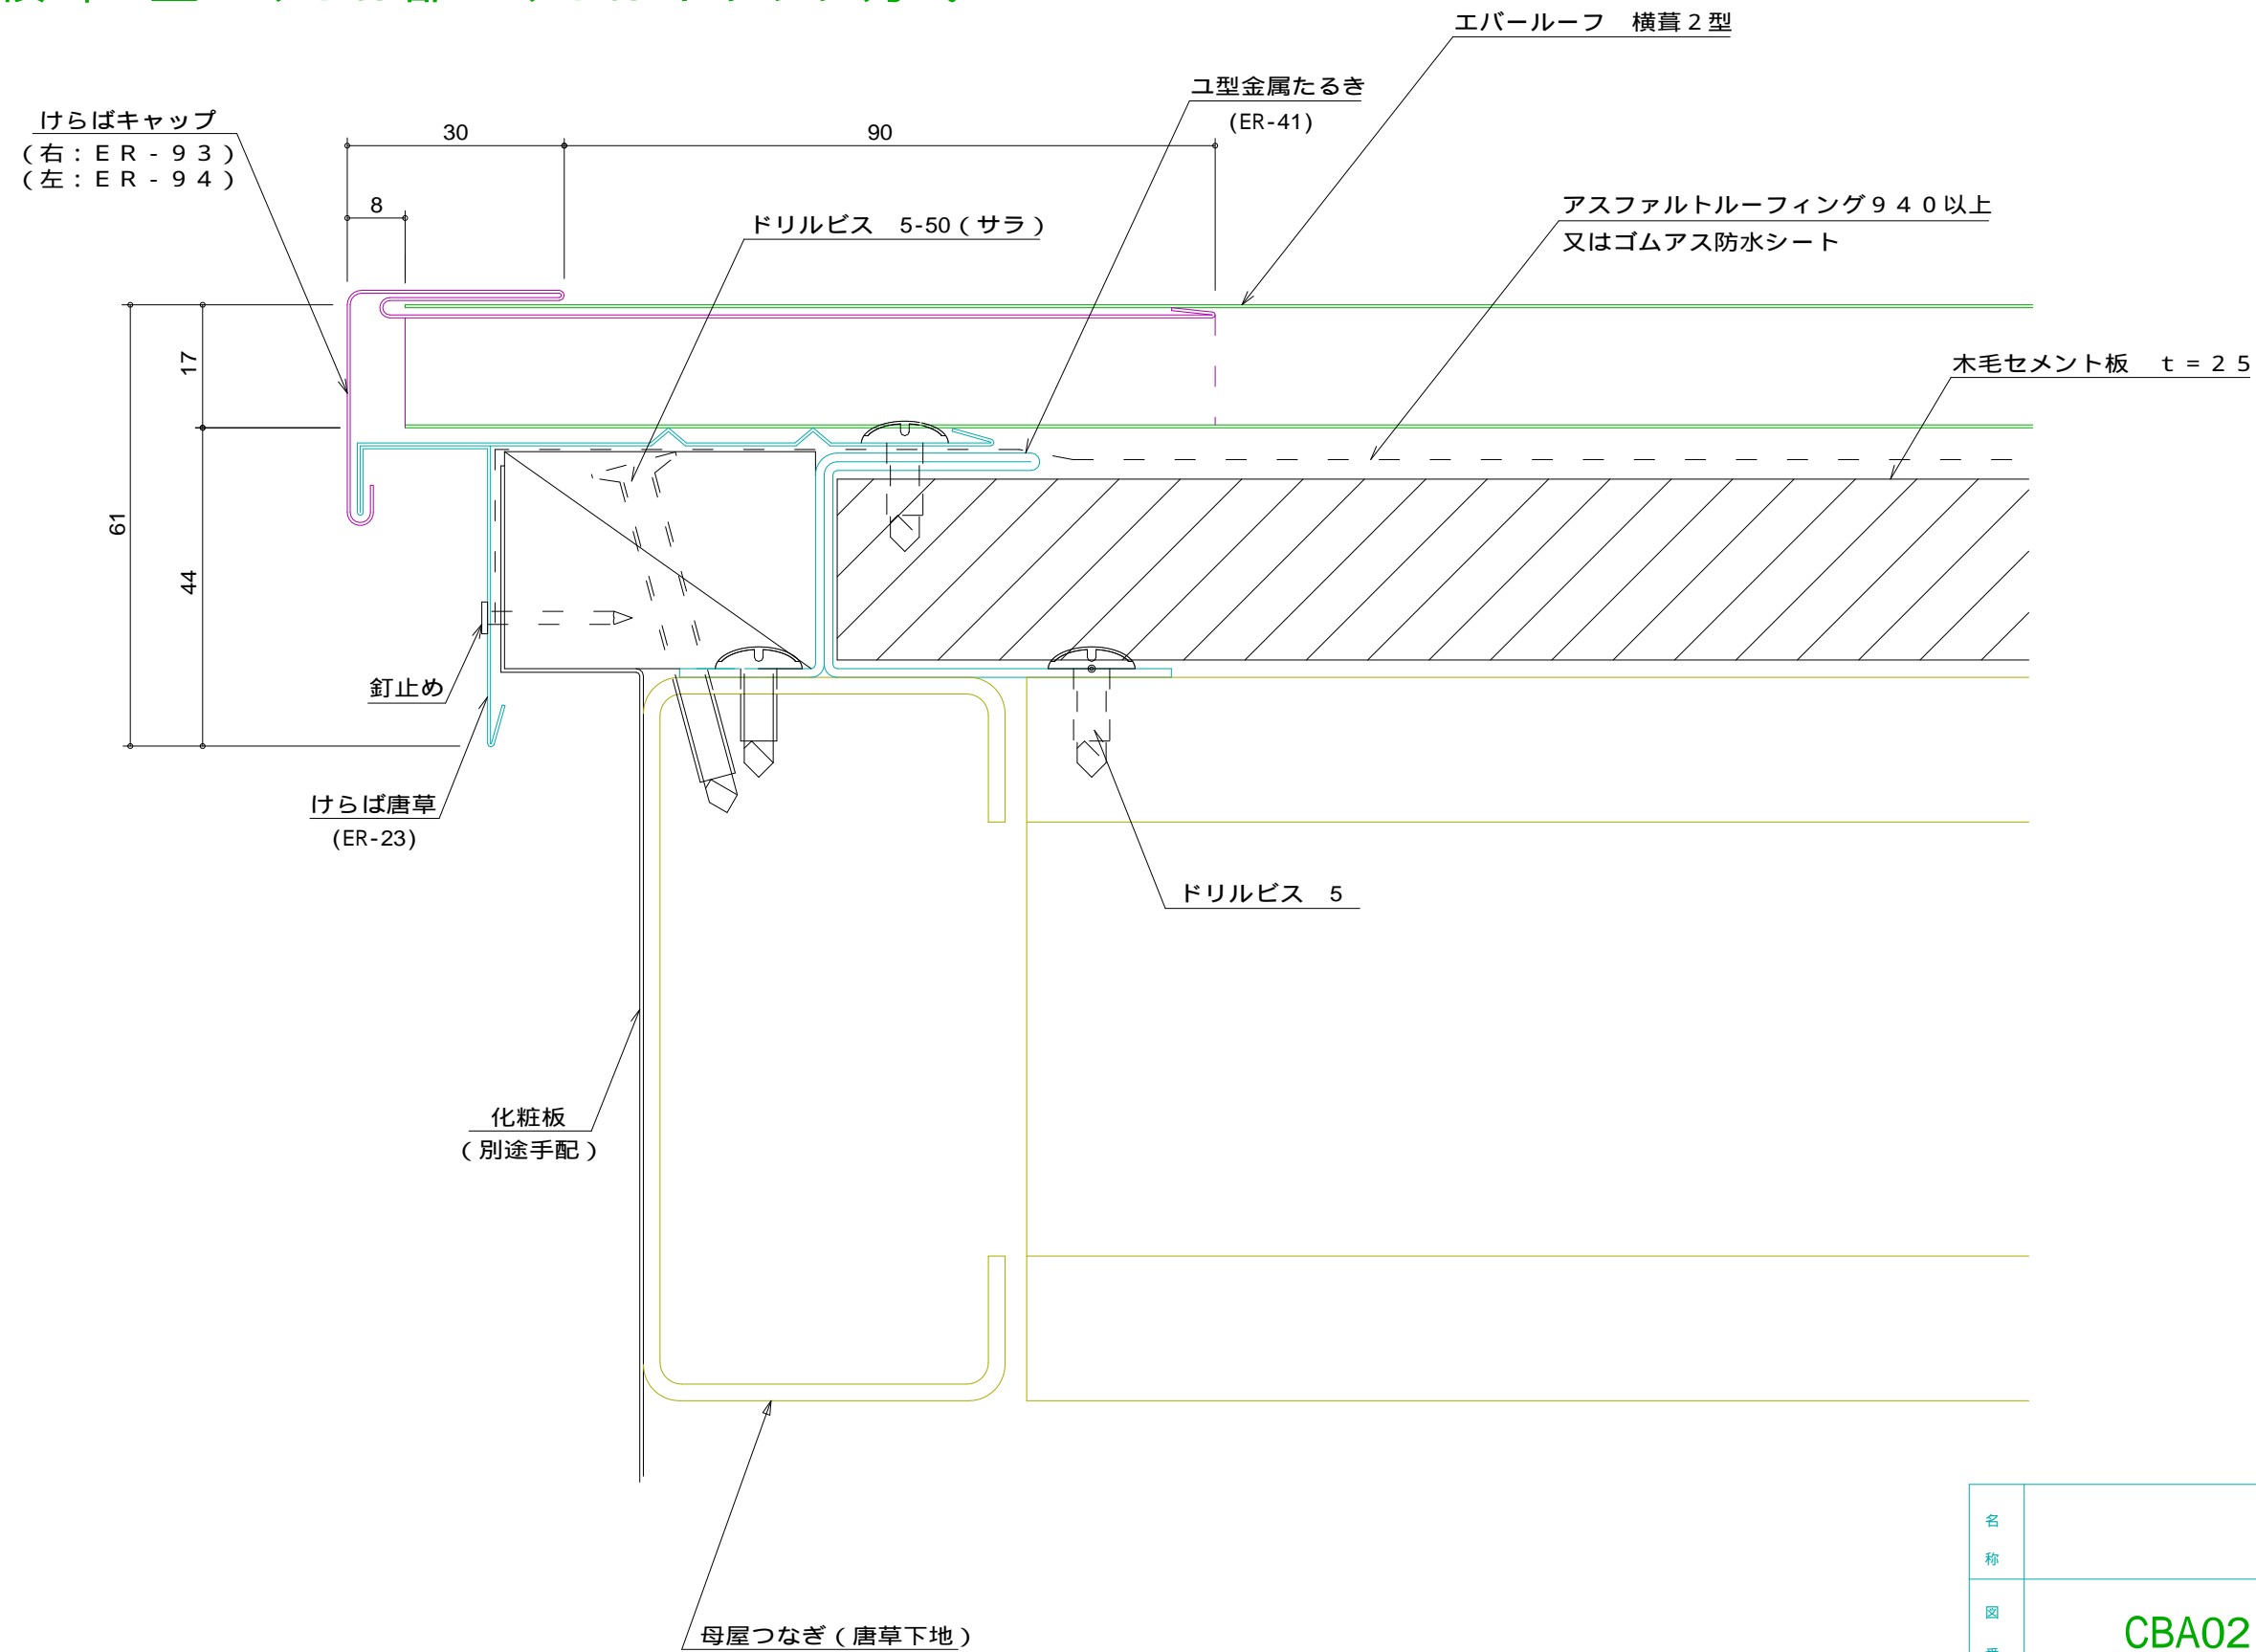 エバールーフ　横葺２型
ユ型金属たるき
(ER-41)
けらばキャップ
（右：ＥＲ‐９３）
（左：ＥＲ‐９４）
30
90
8
ドリルビス　5-50（サラ）
アスファルトルーフィング９４０以上
又はゴムアス防水シート
木毛セメント板　ｔ＝２５
17
61
44
釘止め
けらば唐草
(ER-23)
ドリルビス　5
化粧板
（別途手配）
母屋つなぎ（唐草下地）
名
称
図
CBA02